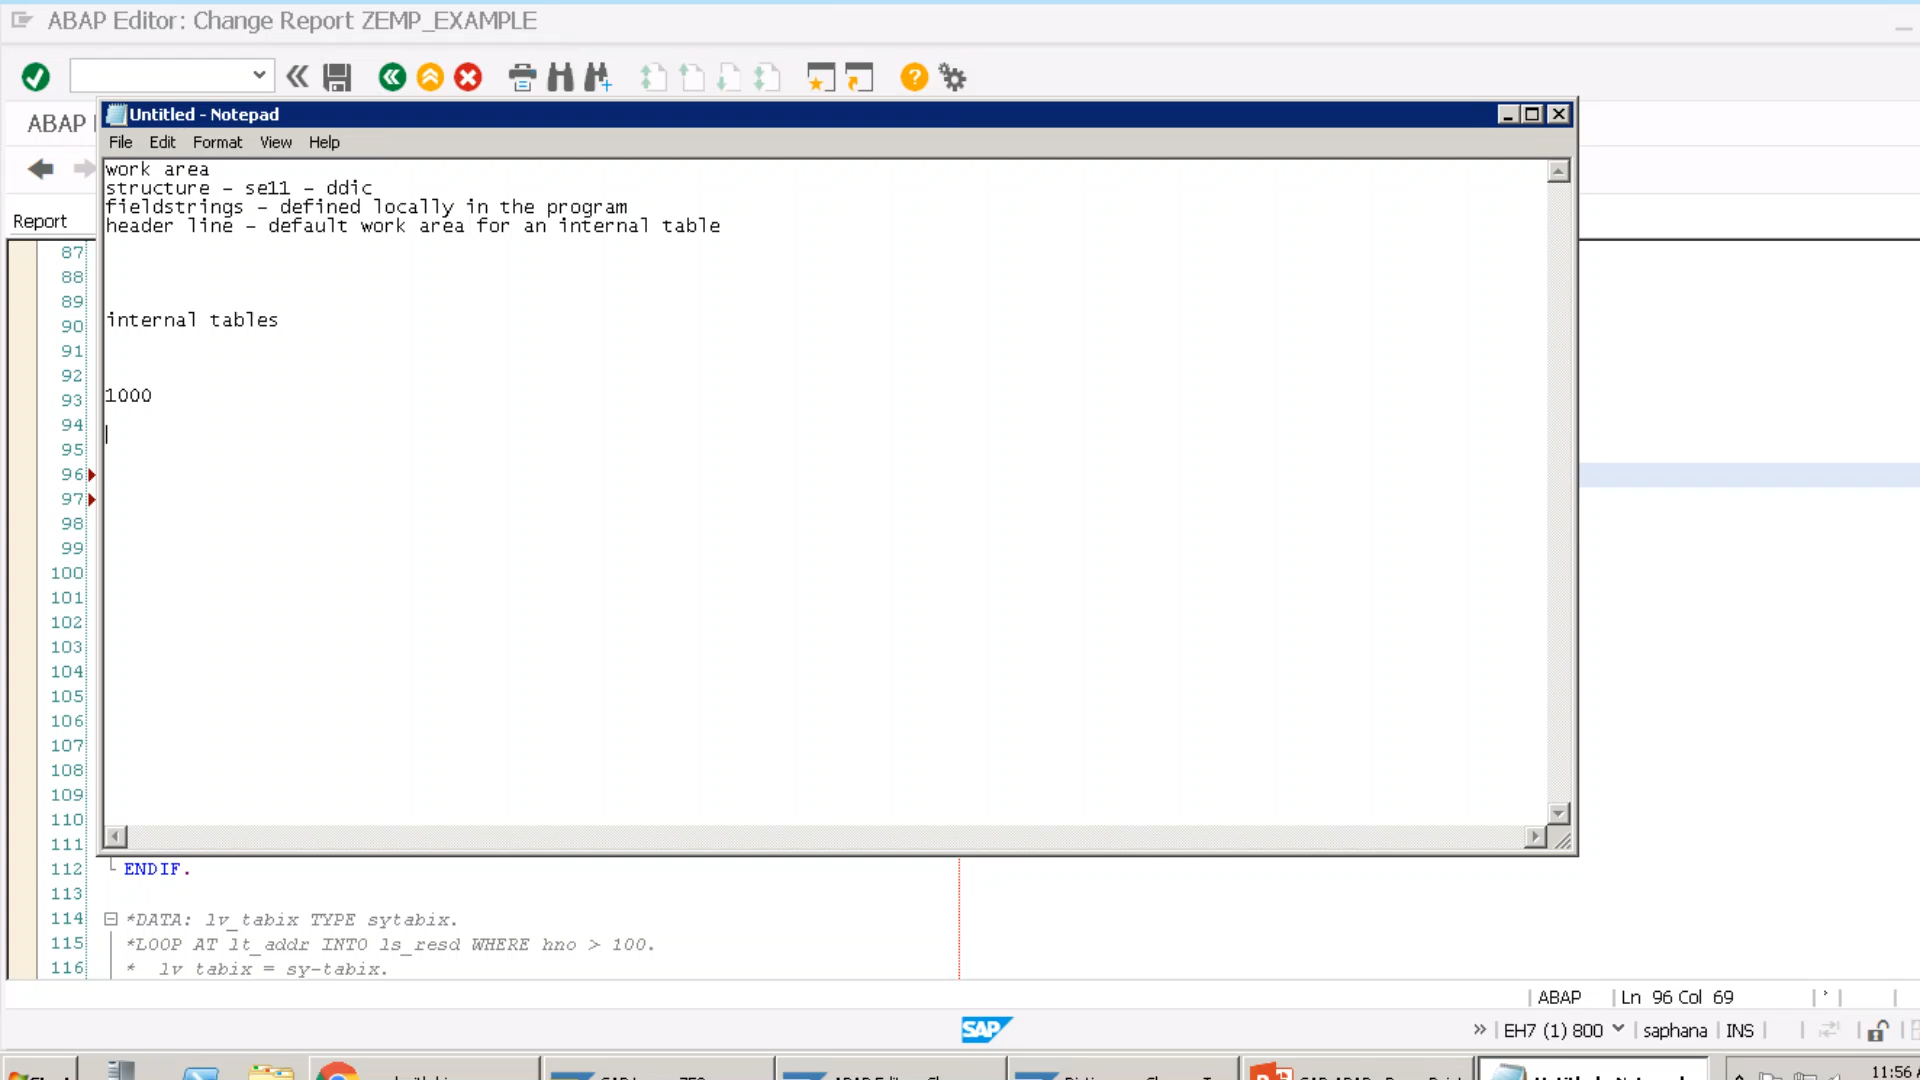 ABAP Editor: Change Report ZEMP_EXAMPLE
ABAP
Untitled - Notepad
File Edit Format View Help
work area
structure - se11 - ddic
fieldstrings - defined locally in the program
header line - default work area for an internal table
internal tables
1000
Report
87
88
89
90
91
92
93
94
95
96
97
98
99
100
101
102
103
104
105
106
107
108
109
110
111
112 ENDIF.
113
114 *DATA: lv_tabix TYPE sytabix.
115 *LOOP AT lt_addr INTO ls_resd WHERE hno > 100.
116 * lv_tabix = sy-tabix.
ABAP Ln 96 Col 69
SAP
EH7 (1) 800 saphana INS
11:56